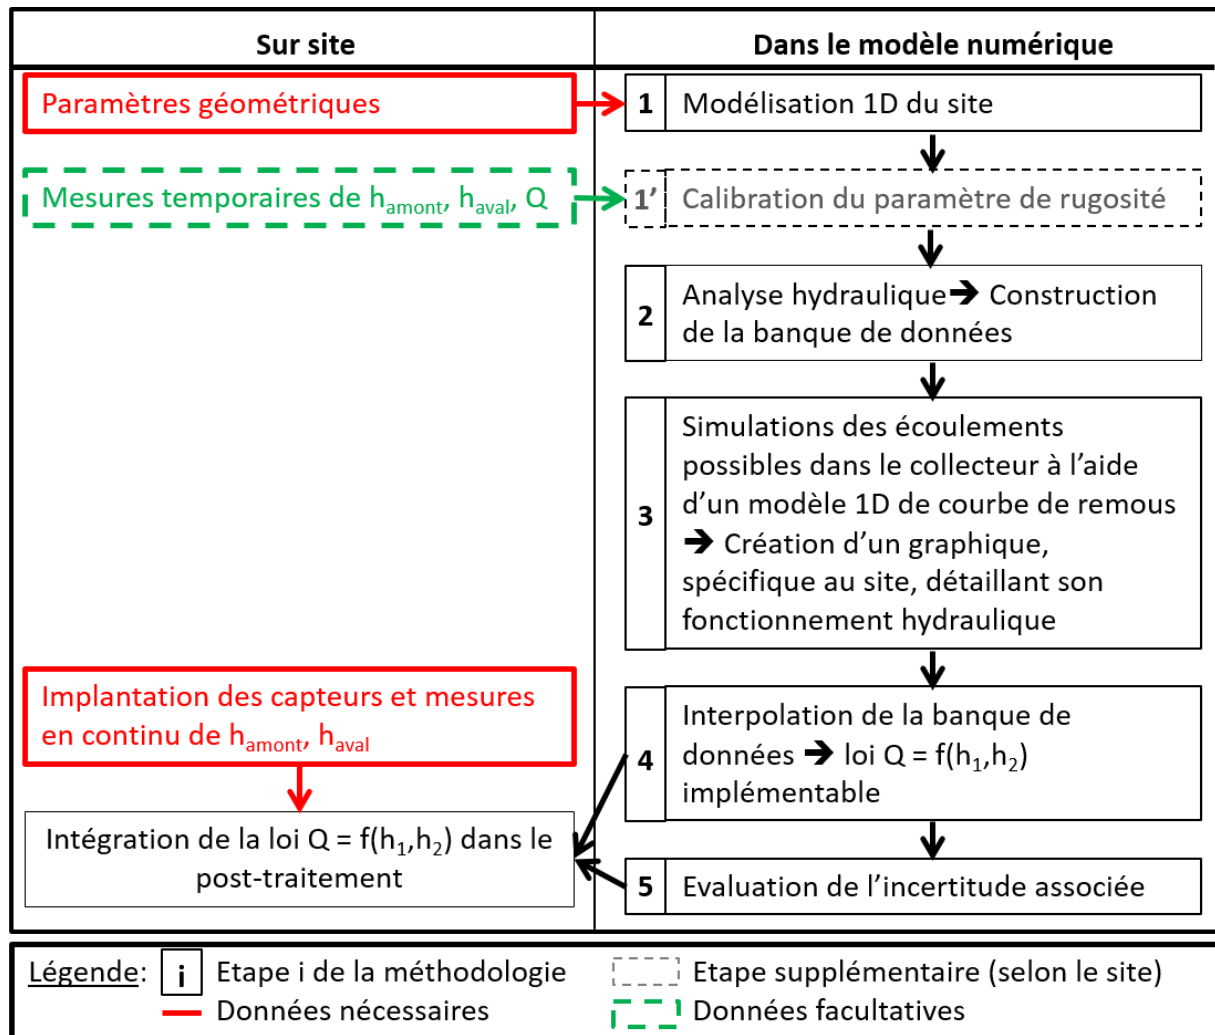 Sur site
Dans le modèle numérique
Paramètres géométriques
1 Modélisation 1D du site
Mesures temporaires de h_amont, h_aval, Q
1’ Calibration du paramètre de rugosité
2 Analyse hydraulique➔ Construction
de la banque de données
3 Simulations des écoulements
possibles dans le collecteur à l’aide
d’un modèle 1D de courbe de remous
➔ Création d’un graphique,
spécifique au site, détaillant son
fonctionnement hydraulique
Implantation des capteurs et mesures
en continu de h_amont, h_aval
4 Interpolation de la banque de
données ➔ loi Q = f(h₁,h₂)
implémentable
Intégration de la loi Q = f(h₁,h₂) dans le
post-traitement
5 Evaluation de l’incertitude associée
Légende: i Etape i de la méthodologie
Etape supplémentaire (selon le site)
Données nécessaires
Données facultatives